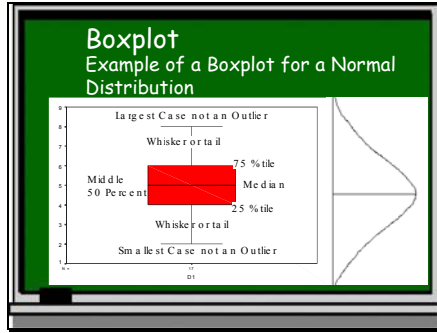 Boxplot
Example of a Boxplot for a Normal
Distribution
9
Largest Case not an Outlier
8
Whisker or tail
7
75 %tile
6
Middle
50 Percent
5
Median
4
25 %tile
3
Whisker or tail
2
Smallest Case not an Outlier
1
N =
17
D1